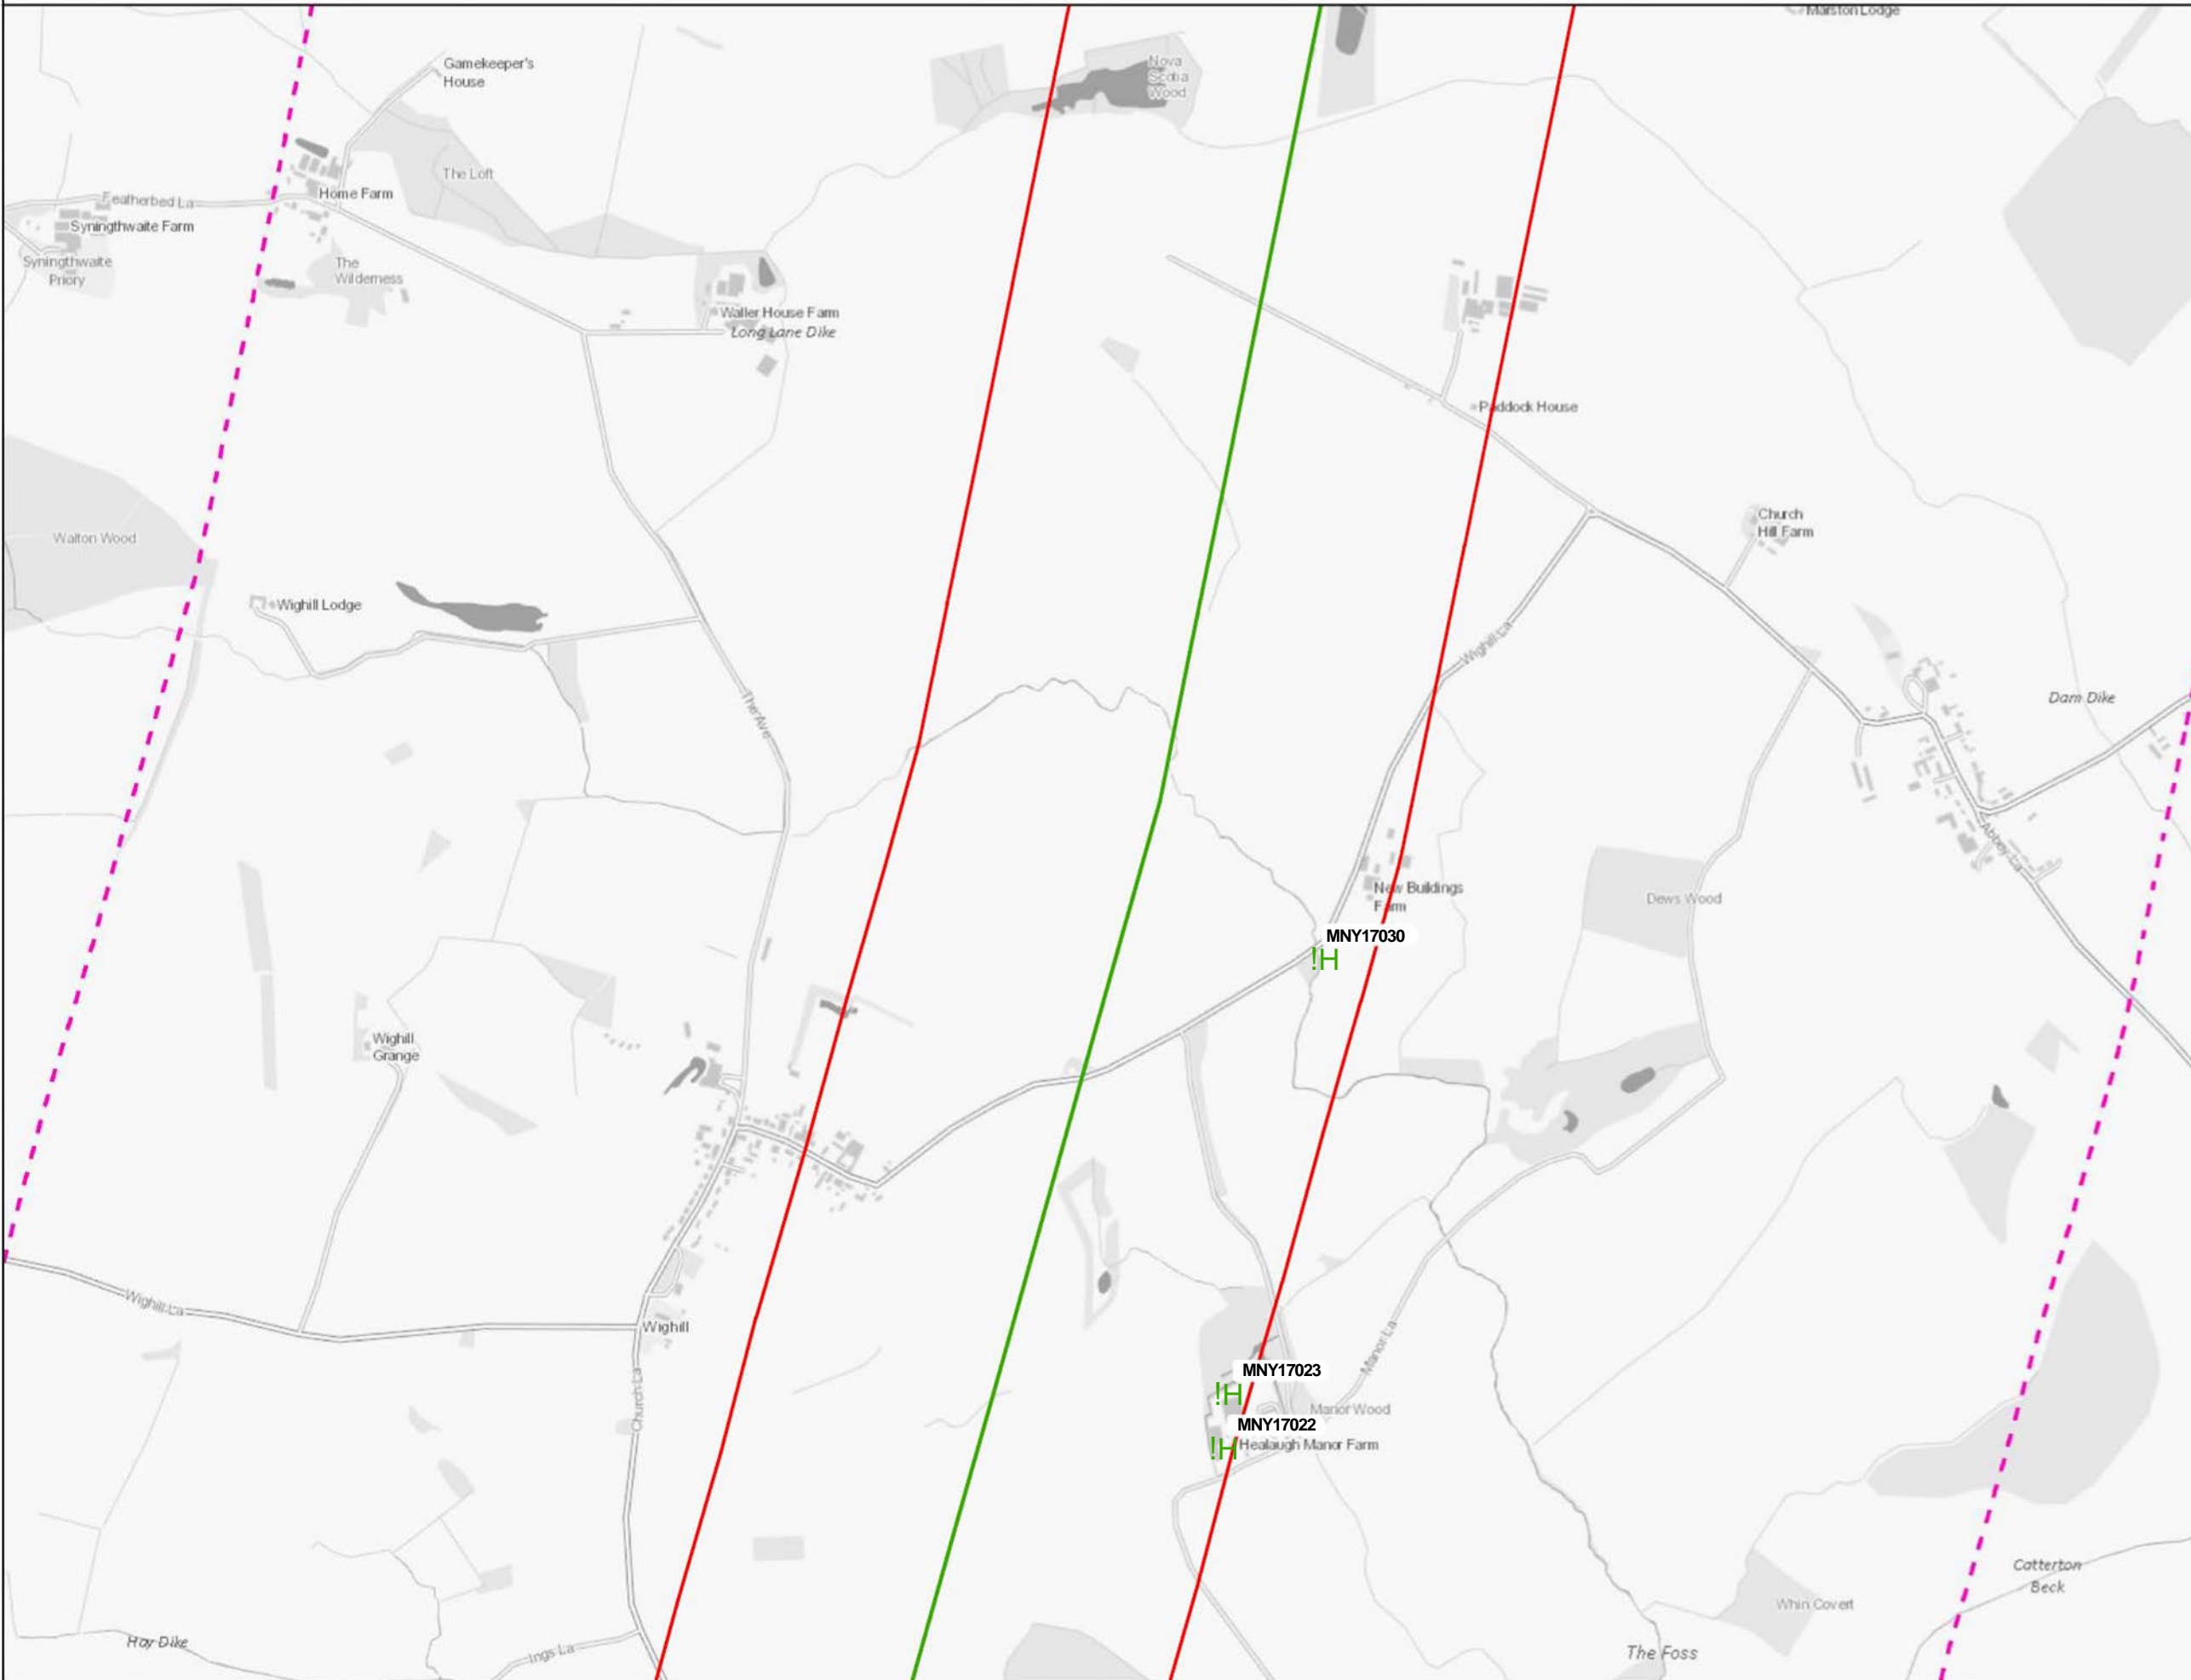 Marston Lodge
Gamekeeper's
House
Nova
Scotia
Wood
The Loft
Home Farm
Featherbed La
Syningthwaite Farm
Syningthwaite
Priory
The
Wilderness
Waller House Farm
Long Lane Dike
Paddock House
Church
Hill Farm
Walton Wood
Wighill Lodge
Wighill La
The Ave
Dam Dike
Abbey La
New Buildings
Farm
Dews Wood
MNY17030
!H
Wighill
Grange
Wighill La
Wighill
MNY17023
!H
Manor La
Manor Wood
MNY17022
!H
Healaugh Manor Farm
Church La
Catterton
Beck
Whin Covert
Hay Dike
Ings La
The Foss